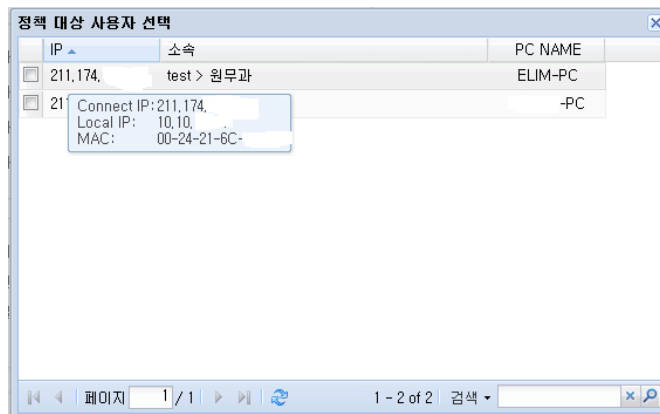 정책 대상 사용자 선택
IP 소속 PC NAME
211,174, test > 원무과 ELIM-PC
21 -PC
Connect IP: 211,174,
Local IP: 10,10,
MAC: 00-24-21-6C-
페이지 1 / 1 1 - 2 of 2 검색